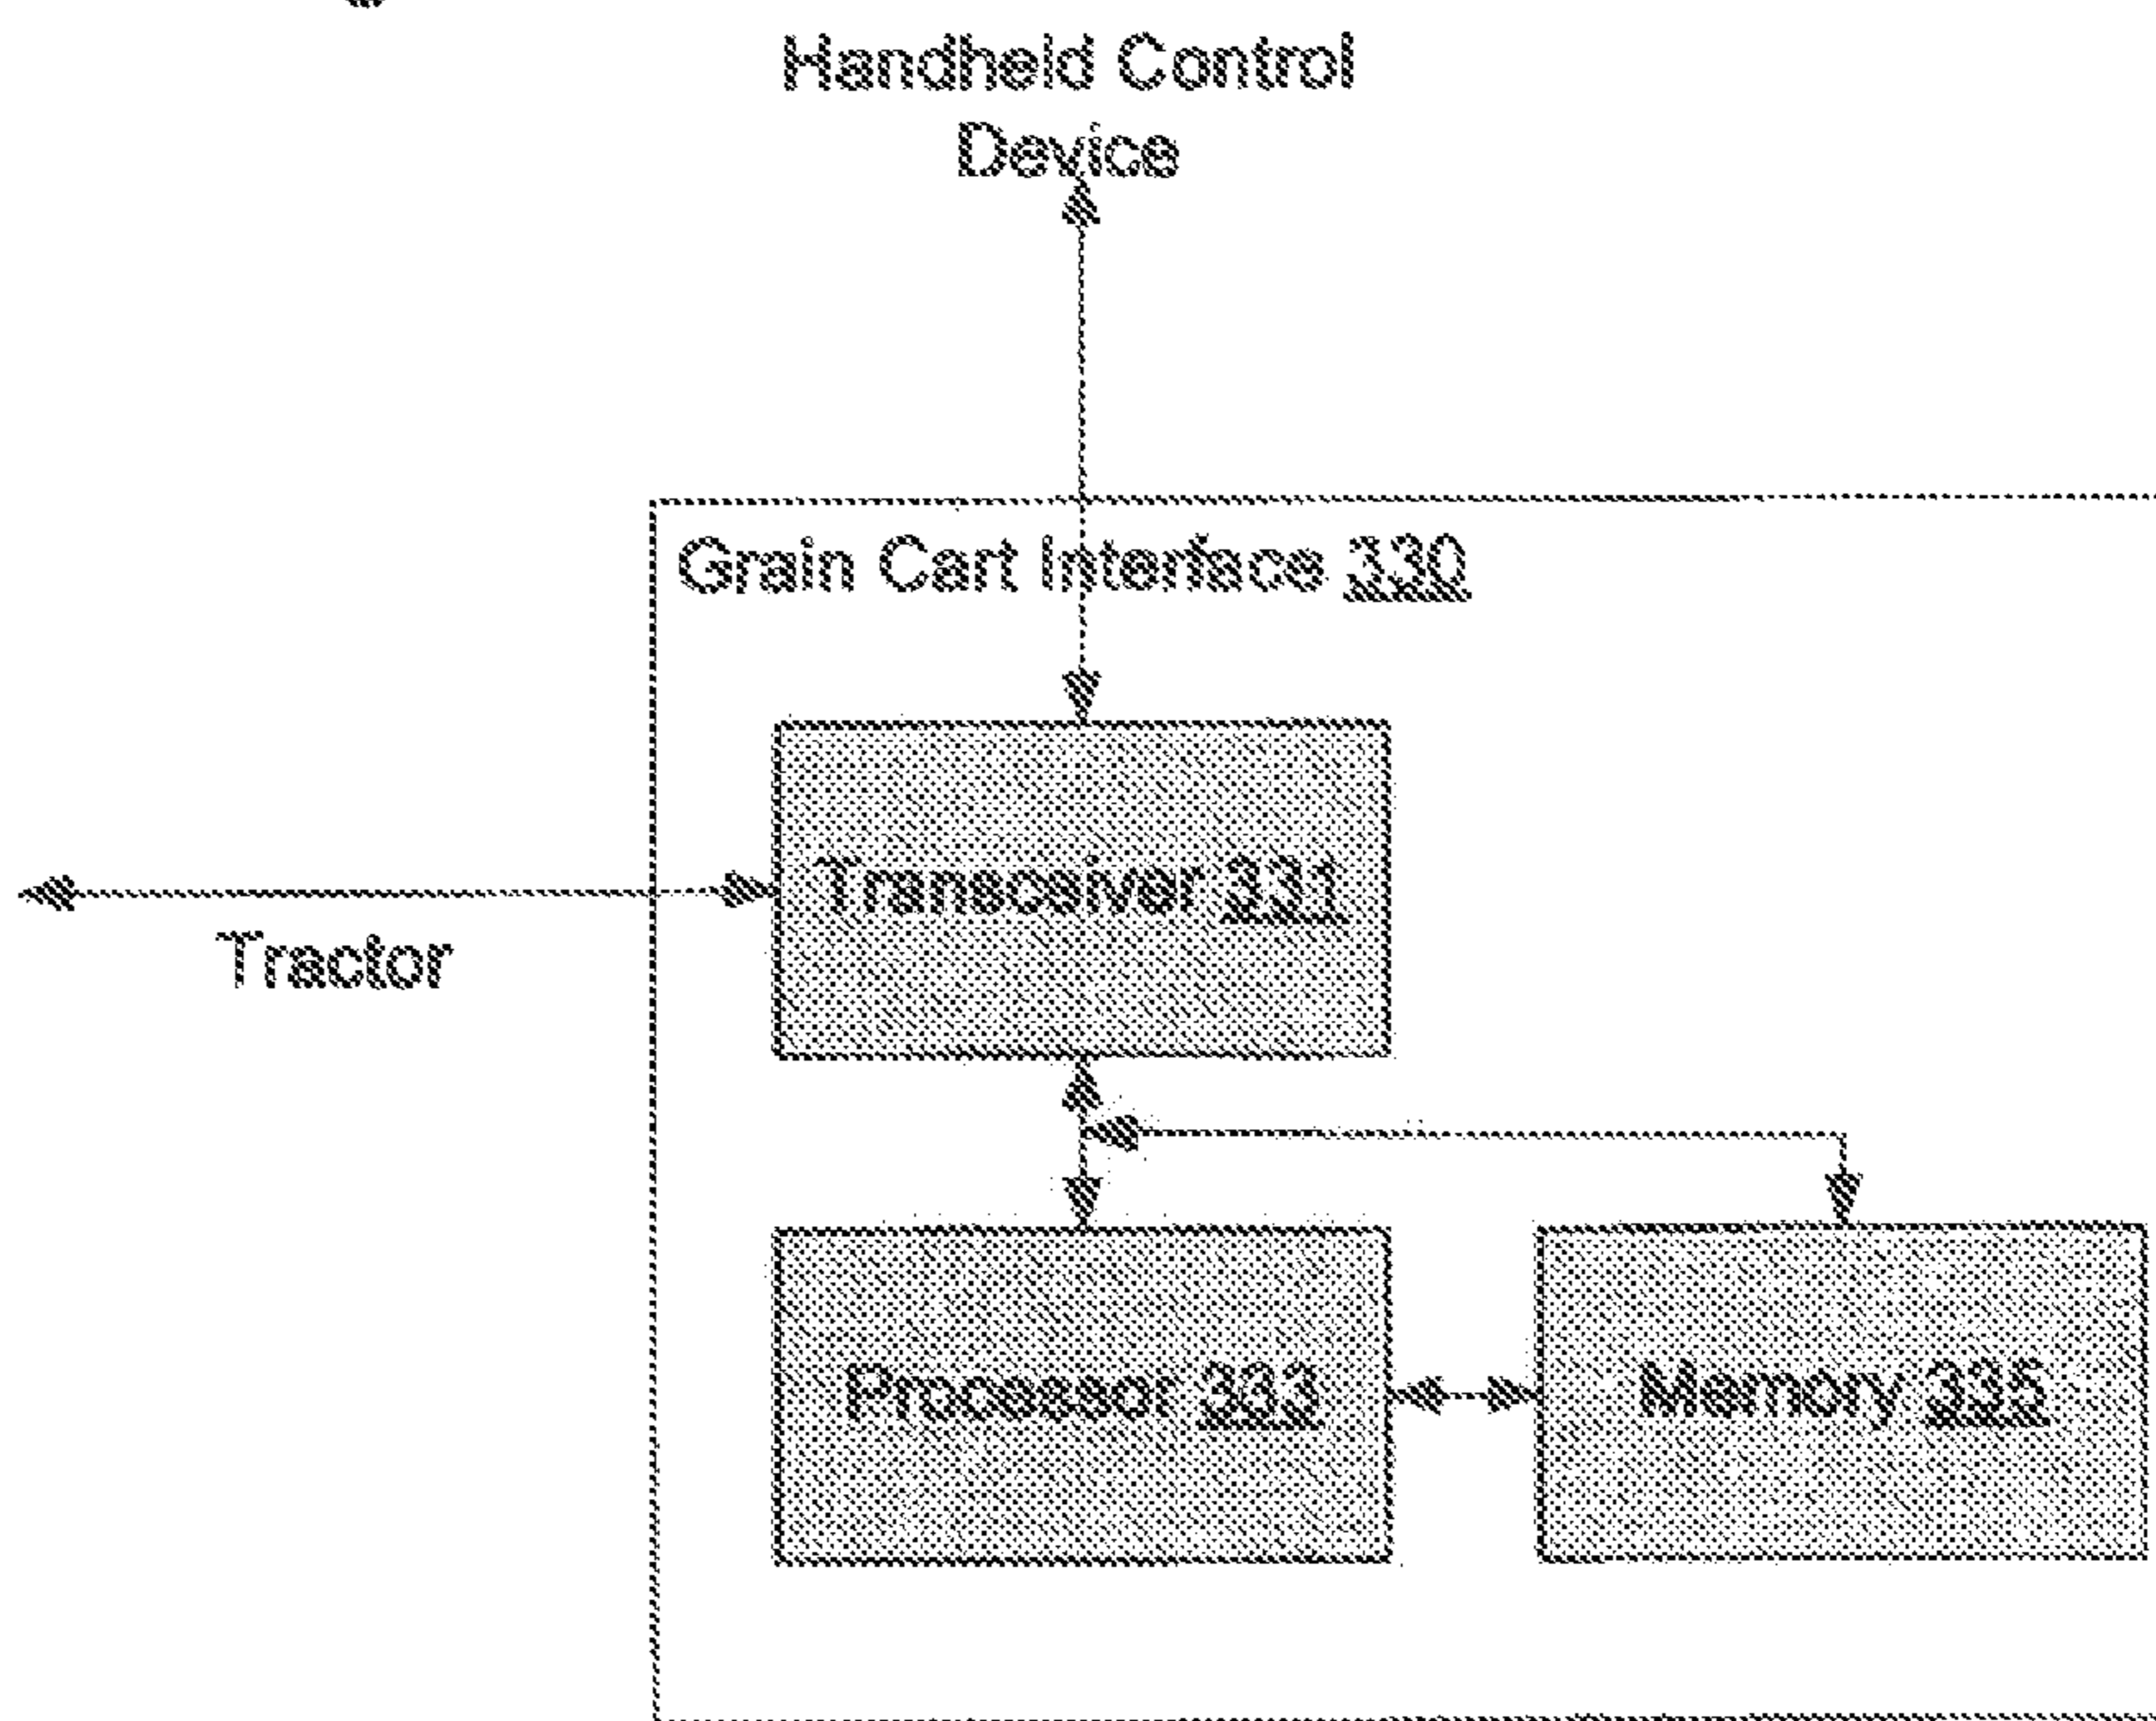 Handheld Control
Device
Grain Cart Interface 330
Transceiver 331
Tractor
Processor 333
Memory 335